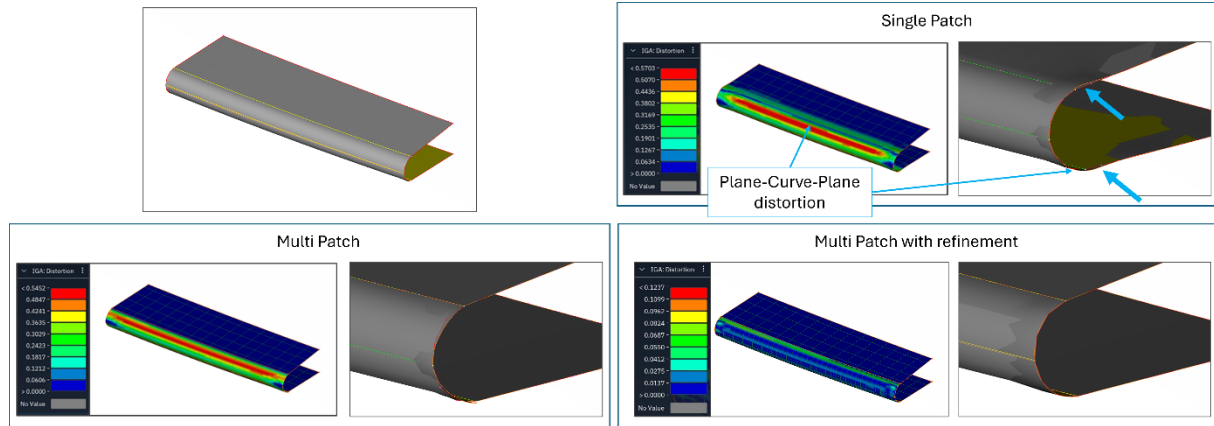 Single Patch
IGA: Distortion
< 0.5703
0.5070
0.4436
0.3802
0.3169
0.2535
0.1901
0.1267
0.0634
> 0.0000
No Value
Plane-Curve-Plane
distortion
Multi Patch
IGA: Distortion
< 0.5452
0.4847
0.4241
0.3635
0.3029
0.2423
0.1817
0.1212
0.0606
> 0.0000
No Value
Multi Patch with refinement
IGA: Distortion
< 0.1237
0.1099
0.0962
0.0824
0.0687
0.0550
0.0412
0.0275
0.0137
> 0.0000
No Value